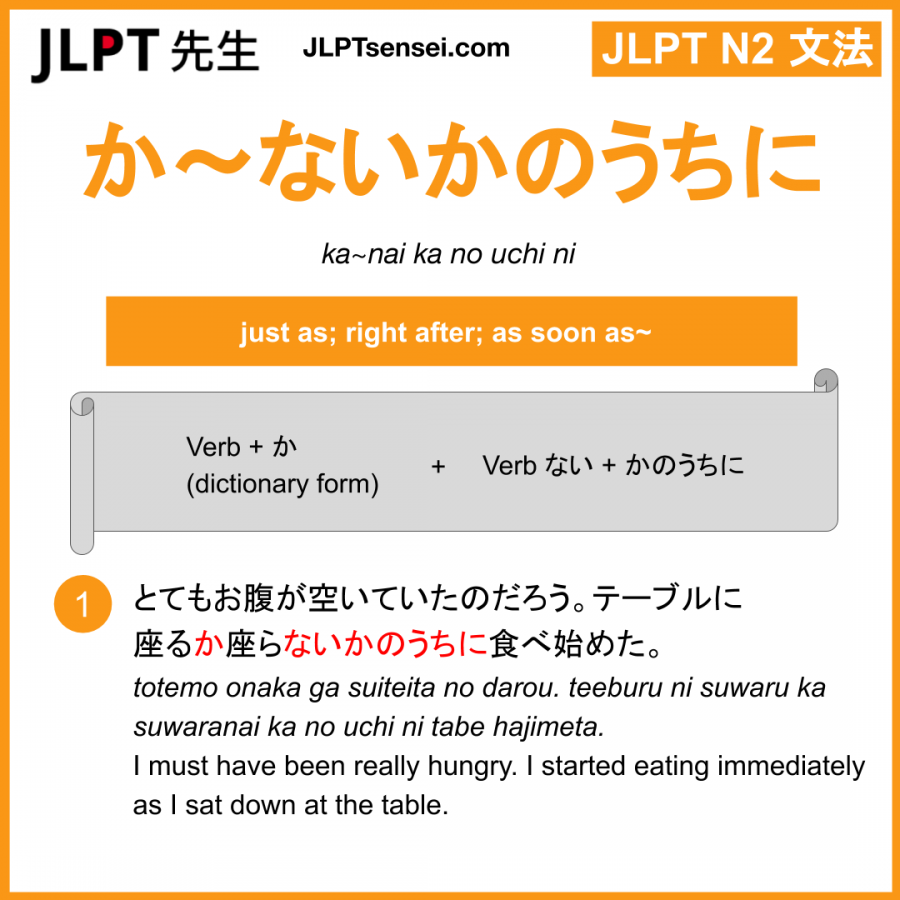 JLPT 先生
JLPTsensei.com
JLPT N2 文法
か～ないかのうちに
ka~nai ka no uchi ni
just as; right after; as soon as~
Verb + か
(dictionary form)
+
Verb ない + かのうちに
1
とてもお腹が空いていたのだろう。テーブルに
座るか座らないかのうちに食べ始めた。
totemo onaka ga suiteita no darou. teeburu ni suwaru ka
suwaranai ka no uchi ni tabe hajimeta.
I must have been really hungry. I started eating immediately
as I sat down at the table.